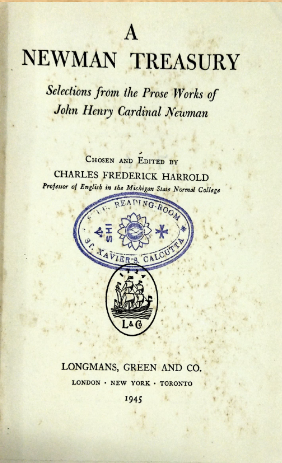 A
NEWMAN TREASURY
Selections from the Prose Works of
John Henry Cardinal Newman
CHOSEN AND EDITED BY
CHARLES FREDERICK HARROLD
Professor of English in the Michigan State Normal College
READING ROOM
ST. XAVIER'S, CALCUTTA
L&G
LONGMANS, GREEN AND CO.
LONDON · NEW YORK · TORONTO
1945